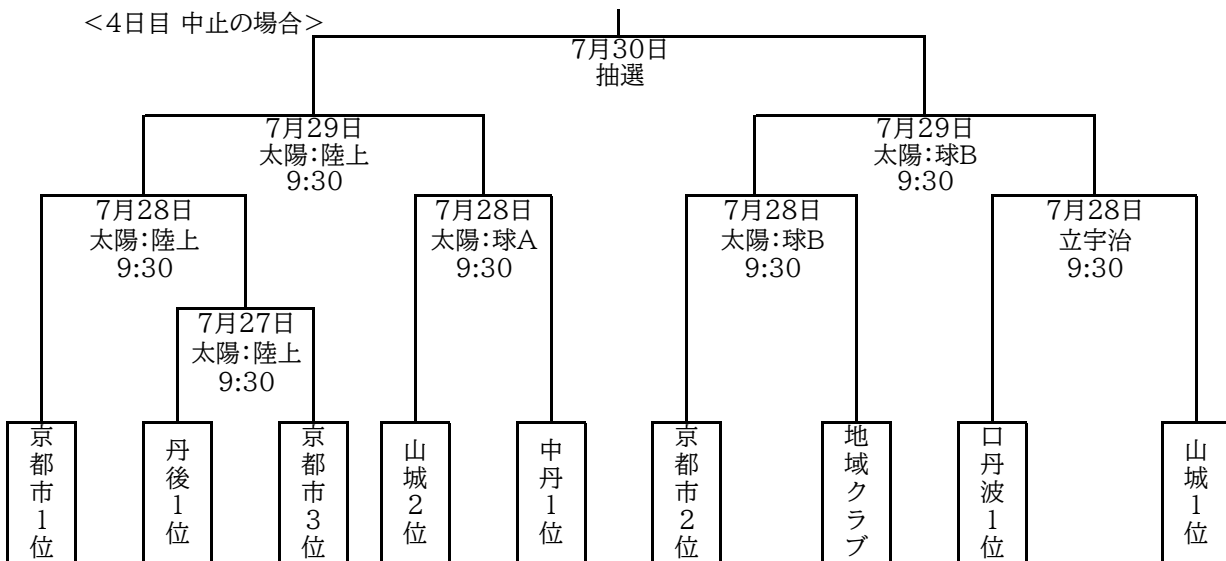 ＜4日目 中止の場合＞
7月30日
抽選
7月29日
太陽：陸上
9:30
7月29日
太陽：球B
9:30
7月28日
太陽：陸上
9:30
7月28日
太陽：球A
9:30
7月28日
太陽：球B
9:30
7月28日
立宇治
9:30
7月27日
太陽：陸上
9:30
京都市1位
丹後1位
京都市3位
山城2位
中丹1位
京都市2位
地域クラブ
口丹波1位
山城1位